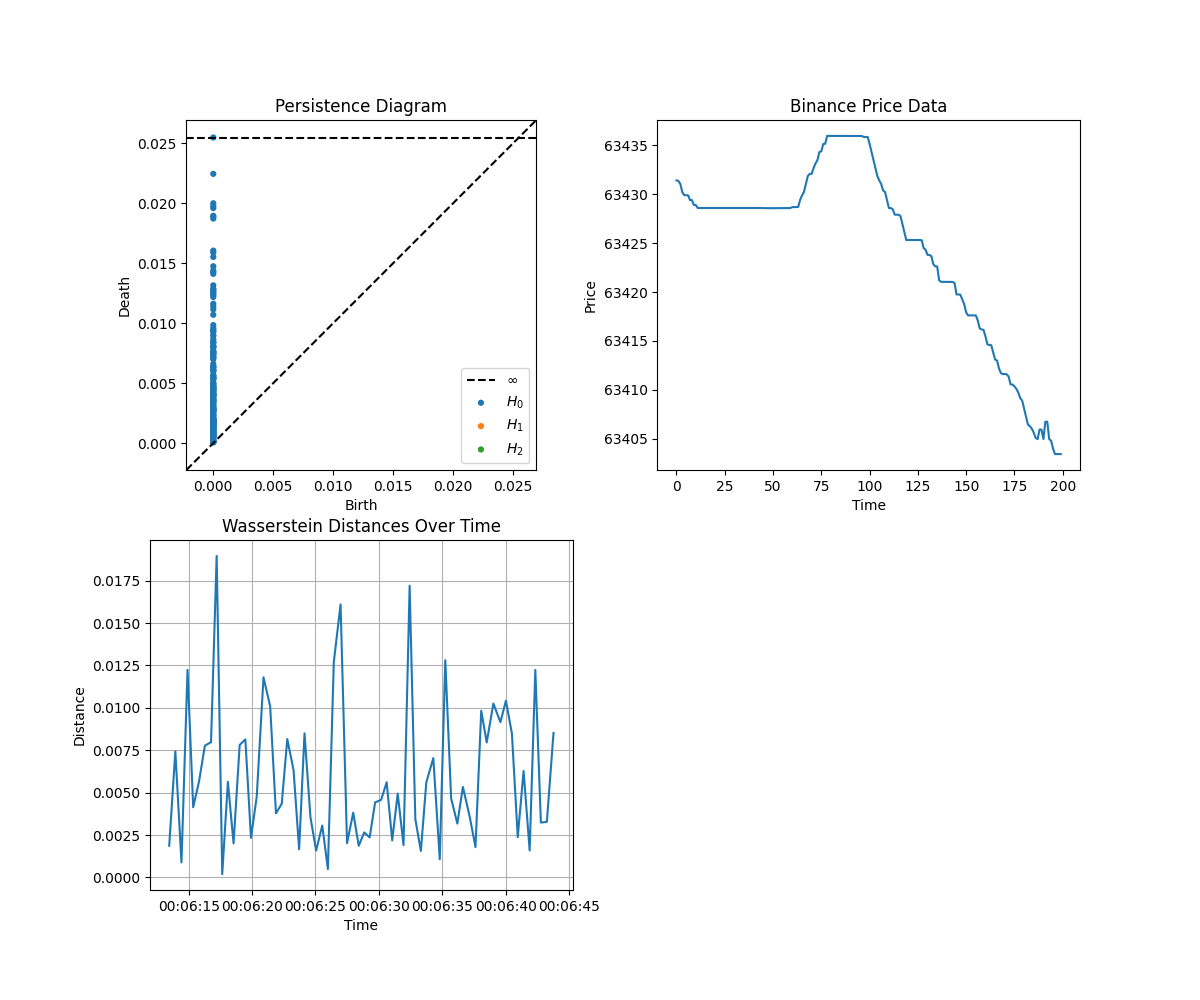 Persistence Diagram
0.025
0.020
0.015
0.010
0.005
0.000
Death
∞
H0
H1
H2
0.000 0.005 0.010 0.015 0.020 0.025
Birth
Binance Price Data
63435
63430
63425
63420
63415
63410
63405
Price
0 25 50 75 100 125 150 175 200
Time
Wasserstein Distances Over Time
0.0175
0.0150
0.0125
0.0100
0.0075
0.0050
0.0025
0.0000
Distance
00:06:15 00:06:20 00:06:25 00:06:30 00:06:35 00:06:40 00:06:45
Time